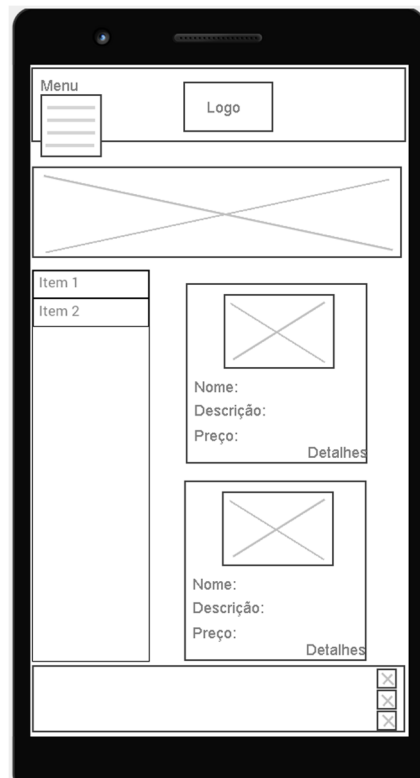 Menu
Logo
Item 1
Item 2
Nome:
Descrição:
Preço:
Detalhes
Nome:
Descrição:
Preço:
Detalhes